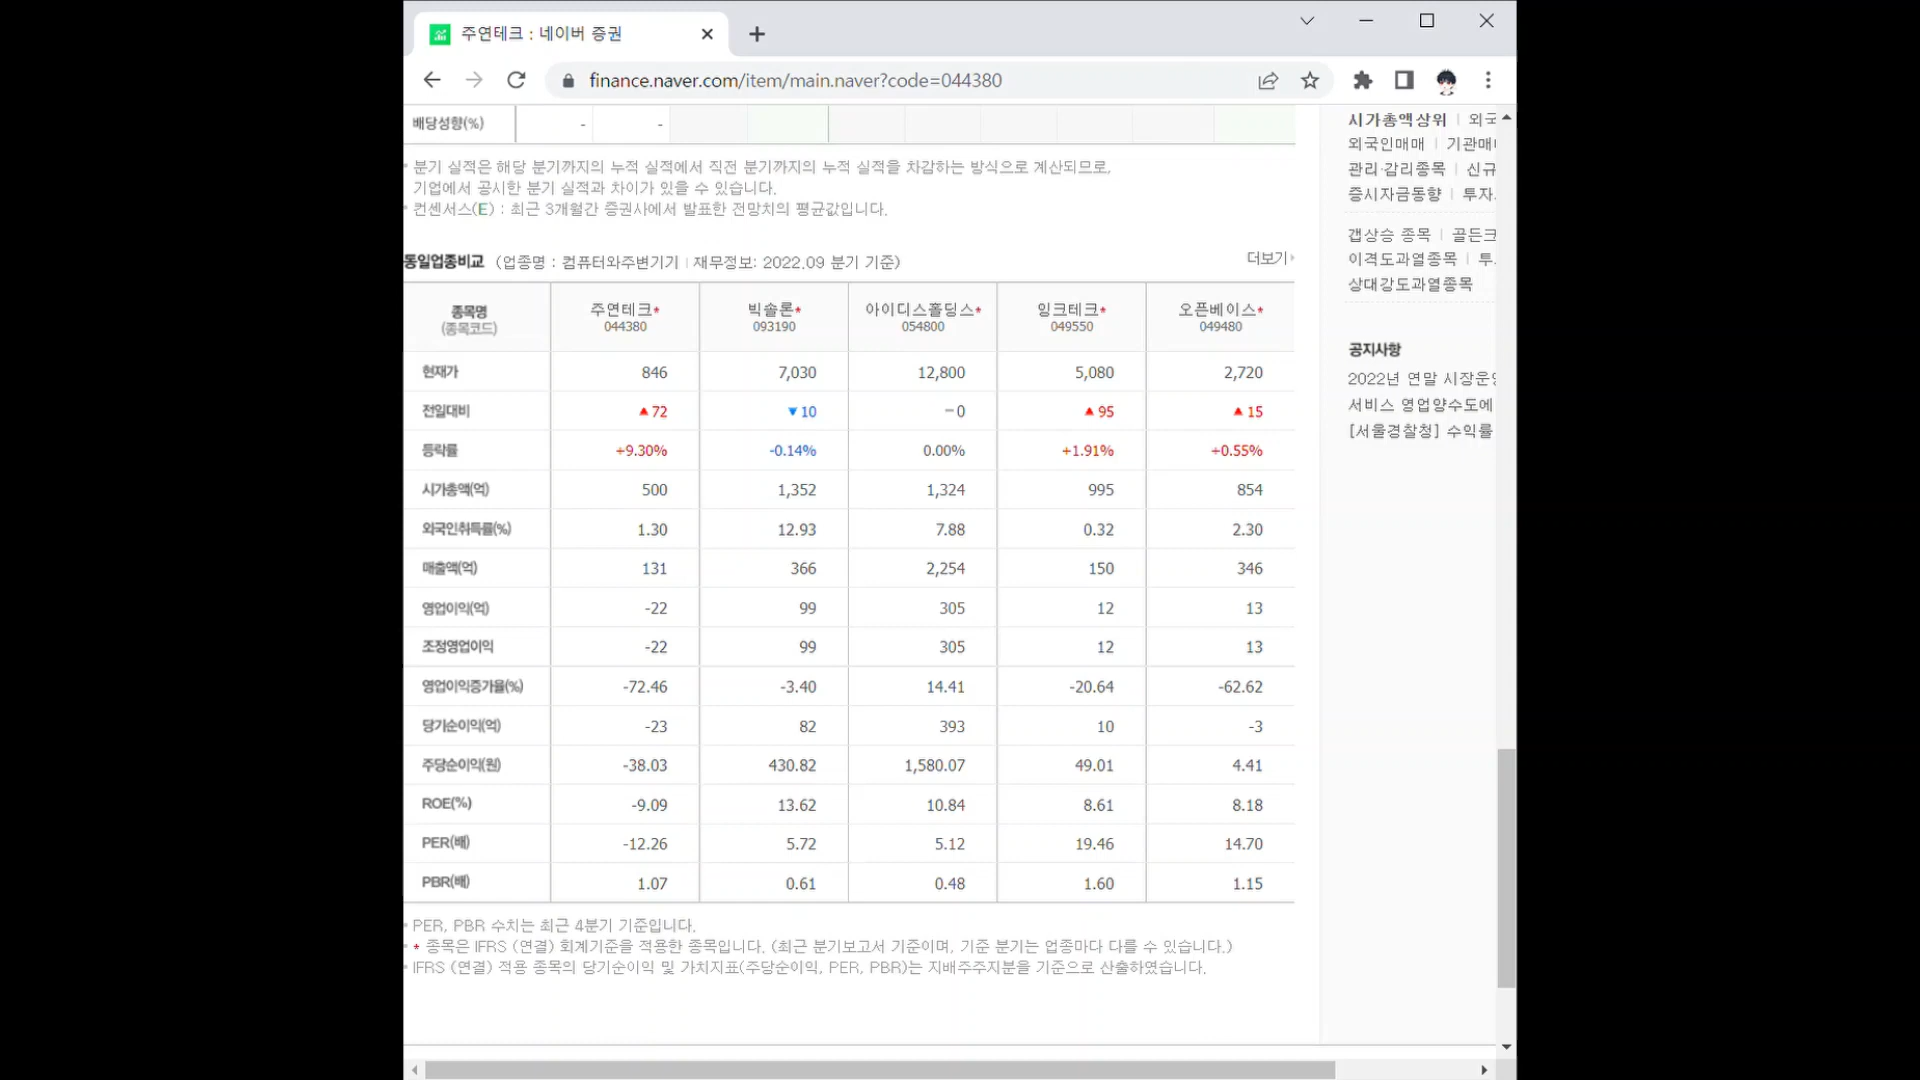 주연테크 : 네이버 증권
finance.naver.com/item/main.naver?code=044380
배당성향(%) - -
분기 실적은 해당 분기까지의 누적 실적에서 직전 분기까지의 누적 실적을 차감하는 방식으로 계산되므로,
기업에서 공시한 분기 실적과 차이가 있을 수 있습니다.
컨센서스(E) : 최근 3개월간 증권사에서 발표한 전망치의 평균값입니다.
동일업종비교 (업종명 : 컴퓨터와주변기기 | 재무정보: 2022.09 분기 기준) 더보기
종목명 주연테크* 빅솔론* 아이디스홀딩스* 잉크테크* 오픈베이스*
(종목코드) 044380 093190 054800 049550 049480
현재가 846 7,030 12,800 5,080 2,720
전일대비 ▲72 ▼10 -0 ▲95 ▲15
등락률 +9.30% -0.14% 0.00% +1.91% +0.55%
시가총액(억) 500 1,352 1,324 995 854
외국인취득률(%) 1.30 12.93 7.88 0.32 2.30
매출액(억) 131 366 2,254 150 346
영업이익(억) -22 99 305 12 13
조정영업이익 -22 99 305 12 13
영업이익증가율(%) -72.46 -3.40 14.41 -20.64 -62.62
당기순이익(억) -23 82 393 10 -3
주당순이익(원) -38.03 430.82 1,580.07 49.01 4.41
ROE(%) -9.09 13.62 10.84 8.61 8.18
PER(배) -12.26 5.72 5.12 19.46 14.70
PBR(배) 1.07 0.61 0.48 1.60 1.15
PER, PBR 수치는 최근 4분기 기준입니다.
* 종목은 IFRS (연결) 회계기준을 적용한 종목입니다. (최근 분기보고서 기준이며, 기준 분기는 업종마다 다를 수 있습니다.)
IFRS (연결) 적용 종목의 당기순이익 및 가치지표(주당순이익, PER, PBR)는 지배주주지분을 기준으로 산출하였습니다.
시가총액상위 | 외국
외국인매매 | 기관매매
관리·감리종목 | 신규
증시자금동향 | 투자
갭상승 종목 | 골든크
이격도과열종목 | 투
상대강도과열종목
공지사항
2022년 연말 시장운영
서비스 영업양수도에
[서울경찰청] 수익률